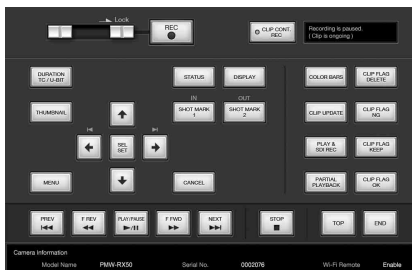 Lock
REC
CLIP CONT. REC
Recording is paused.
( Clip is ongoing )
DURATION TC / U-BIT
STATUS
DISPLAY
COLOR BARS
CLIP FLAG DELETE
IN
OUT
THUMBNAIL
SHOT MARK 1
SHOT MARK 2
CLIP UPDATE
CLIP FLAG NG
SEL SET
PLAY & SDI REC
CLIP FLAG KEEP
MENU
CANCEL
PARTIAL PLAYBACK
CLIP FLAG OK
PREV
F REV
PLAY/PAUSE
F FWD
NEXT
STOP
TOP
END
Camera Information
Model Name PMW-RX50 Serial No. 0002076 Wi-Fi Remote Enable